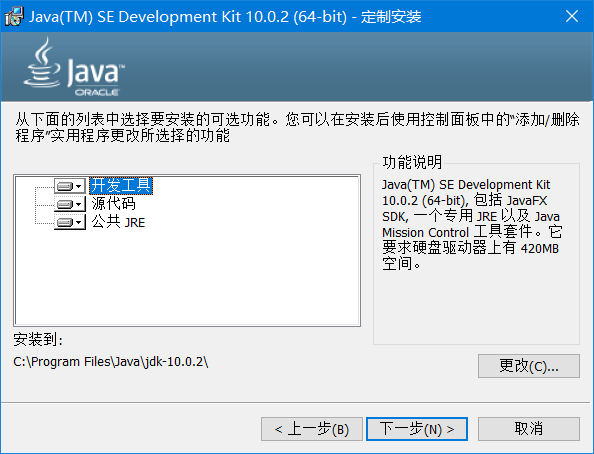 Java(TM) SE Development Kit 10.0.2 (64-bit) - 定制安装
Java™
ORACLE
从下面的列表中选择要安装的可选功能。您可以在安装后使用控制面板中的“添加/删除
程序”实用程序更改所选择的功能
开发工具
源代码
公共 JRE
功能说明
Java(TM) SE Development Kit
10.0.2 (64-bit), 包括 JavaFX
SDK, 一个专用 JRE 以及 Java
Mission Control 工具套件。它
要求硬盘驱动器上有 420MB
空间。
安装到:
C:\Program Files\Java\jdk-10.0.2\
更改(C)...
< 上一步(B)
下一步(N) >
取消